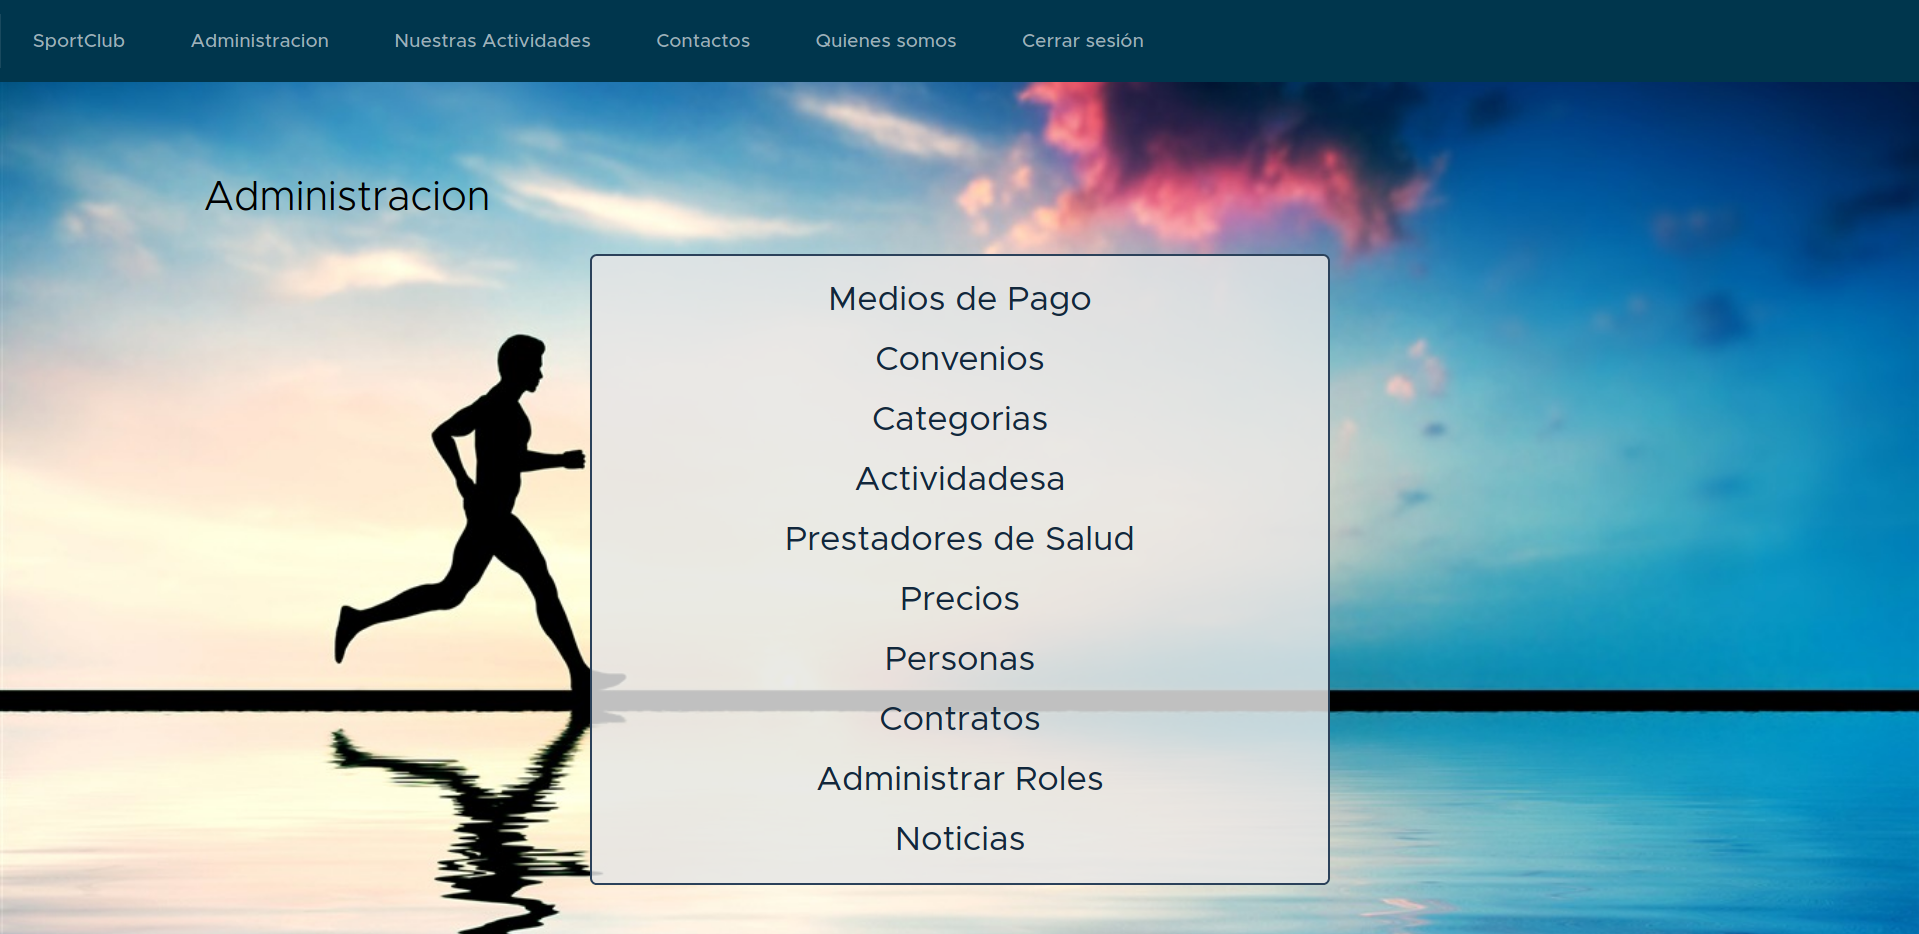 SportClub Administracion Nuestras Actividades Contactos Quienes somos Cerrar sesión
Administracion
Medios de Pago
Convenios
Categorias
Actividadesa
Prestadores de Salud
Precios
Personas
Contratos
Administrar Roles
Noticias